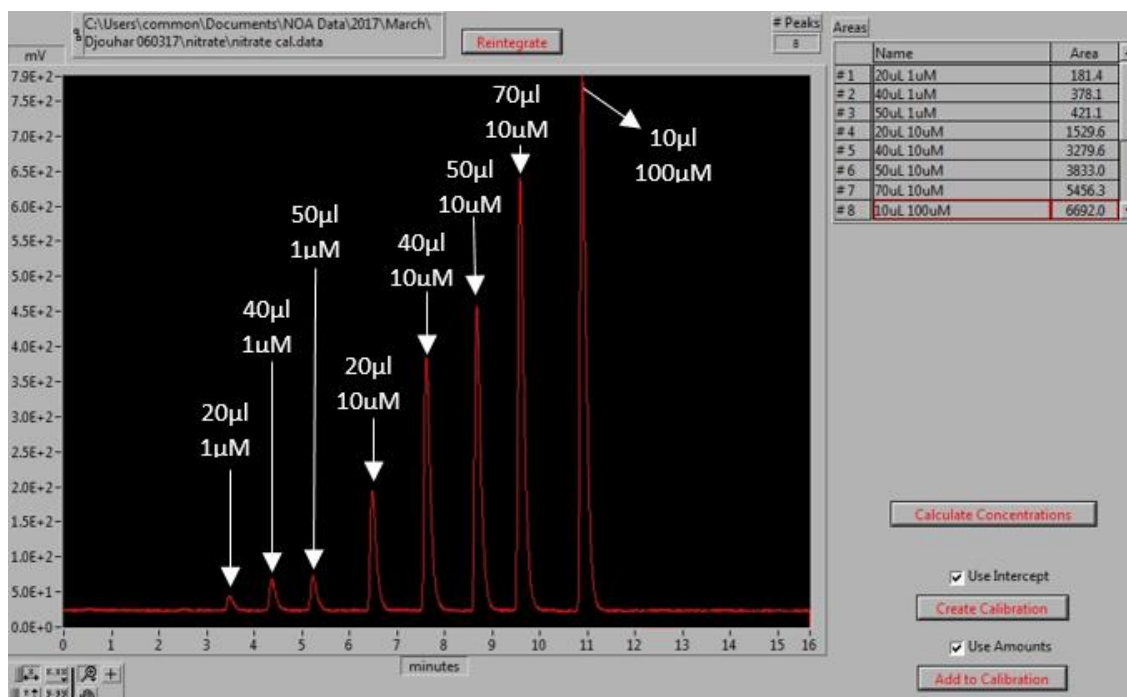 C:\Users\common\Documents\NOA Data\2017\March\
Djouhar 060317\nitrate\nitrate cal.data
Reintegrate
# Peaks
8
Areas
mV
Name Area
#1 20uL 1uM 181.4
#2 40uL 1uM 378.1
#3 50uL 1uM 421.1
#4 20uL 10uM 1529.6
#5 40uL 10uM 3279.6
#6 50uL 10uM 3833.0
#7 70uL 10uM 5456.3
#8 10uL 100uM 6692.0
7.9E+2
7.5E+2
7.0E+2
6.5E+2
6.0E+2
5.5E+2
5.0E+2
4.5E+2
4.0E+2
3.5E+2
3.0E+2
2.5E+2
2.0E+2
1.5E+2
1.0E+2
5.0E+1
0.0E+0
20µl
1µM
40µl
1uM
50µl
1µM
20µl
10uM
40µl
10uM
50µl
10uM
70µl
10uM
10µl
100µM
0 1 2 3 4 5 6 7 8 9 10 11 12 13 14 15 16
minutes
Calculate Concentrations
Use Intercept
Create Calibration
Use Amounts
Add to Calibration